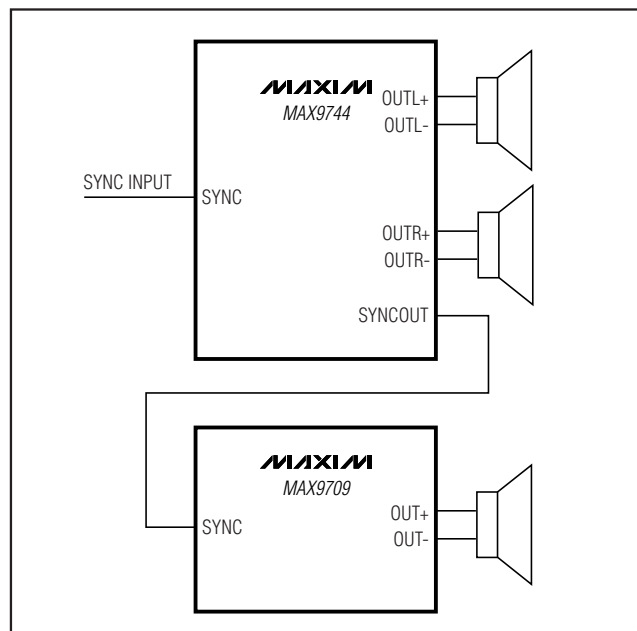 MAXIM
MAX9744
OUTL+
OUTL-
SYNC INPUT
SYNC
OUTR+
OUTR-
SYNCOUT
MAXIM
MAX9709
OUT+
SYNC
OUT-